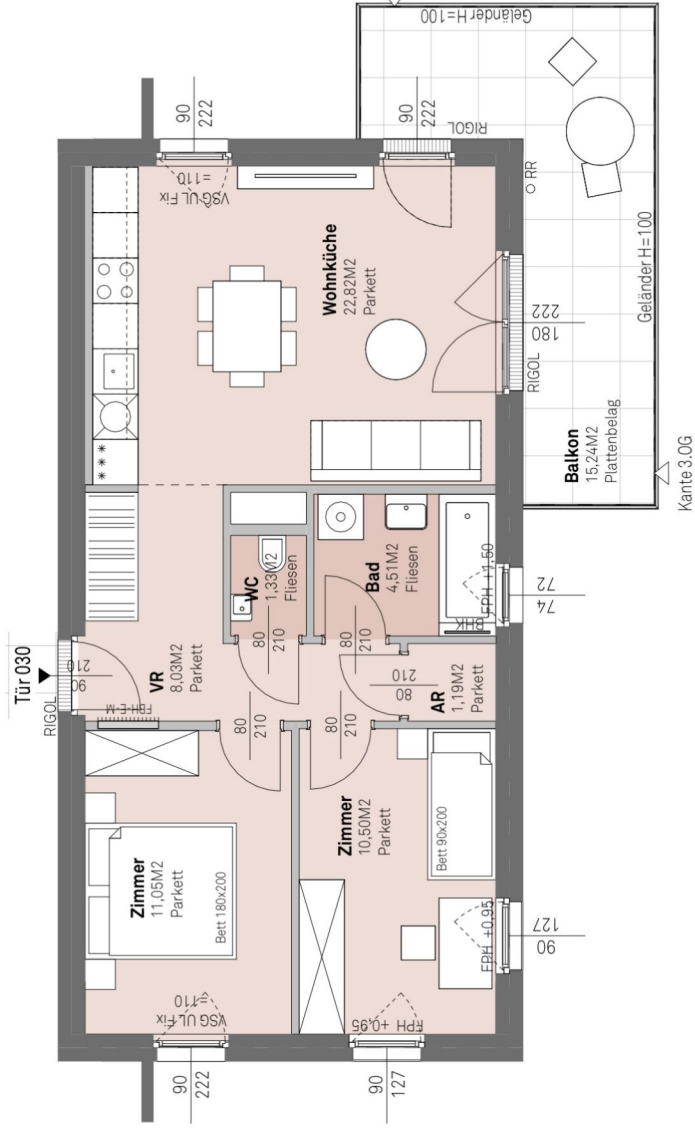 Geländer H=100
90
222
90
222
RIGOL
VSG UL Fix
=110
RR
Wohnküche
22,82M2
Parkett
Geländer H=100
222
180
RIGOL
Balkon
15,24M2
Plattenbelag
Kante 3.OG
***
WC
1,33M2
Fliesen
Bad
4,51M2
Fliesen
FPH +1,50
72
74
BHK
Tür 030
210
90
RIGOL
VR
8,03M2
Parkett
FBH-E-M
80
210
80
210
80
210
80
210
210
80
AR
1,19M2
Parkett
Zimmer
11,05M2
Parkett
Bett 180x200
Zimmer
10,50M2
Parkett
Bett 90x200
FPH +0,95
127
90
VSG UL Fix
=110
FPH +0,95
90
222
90
127